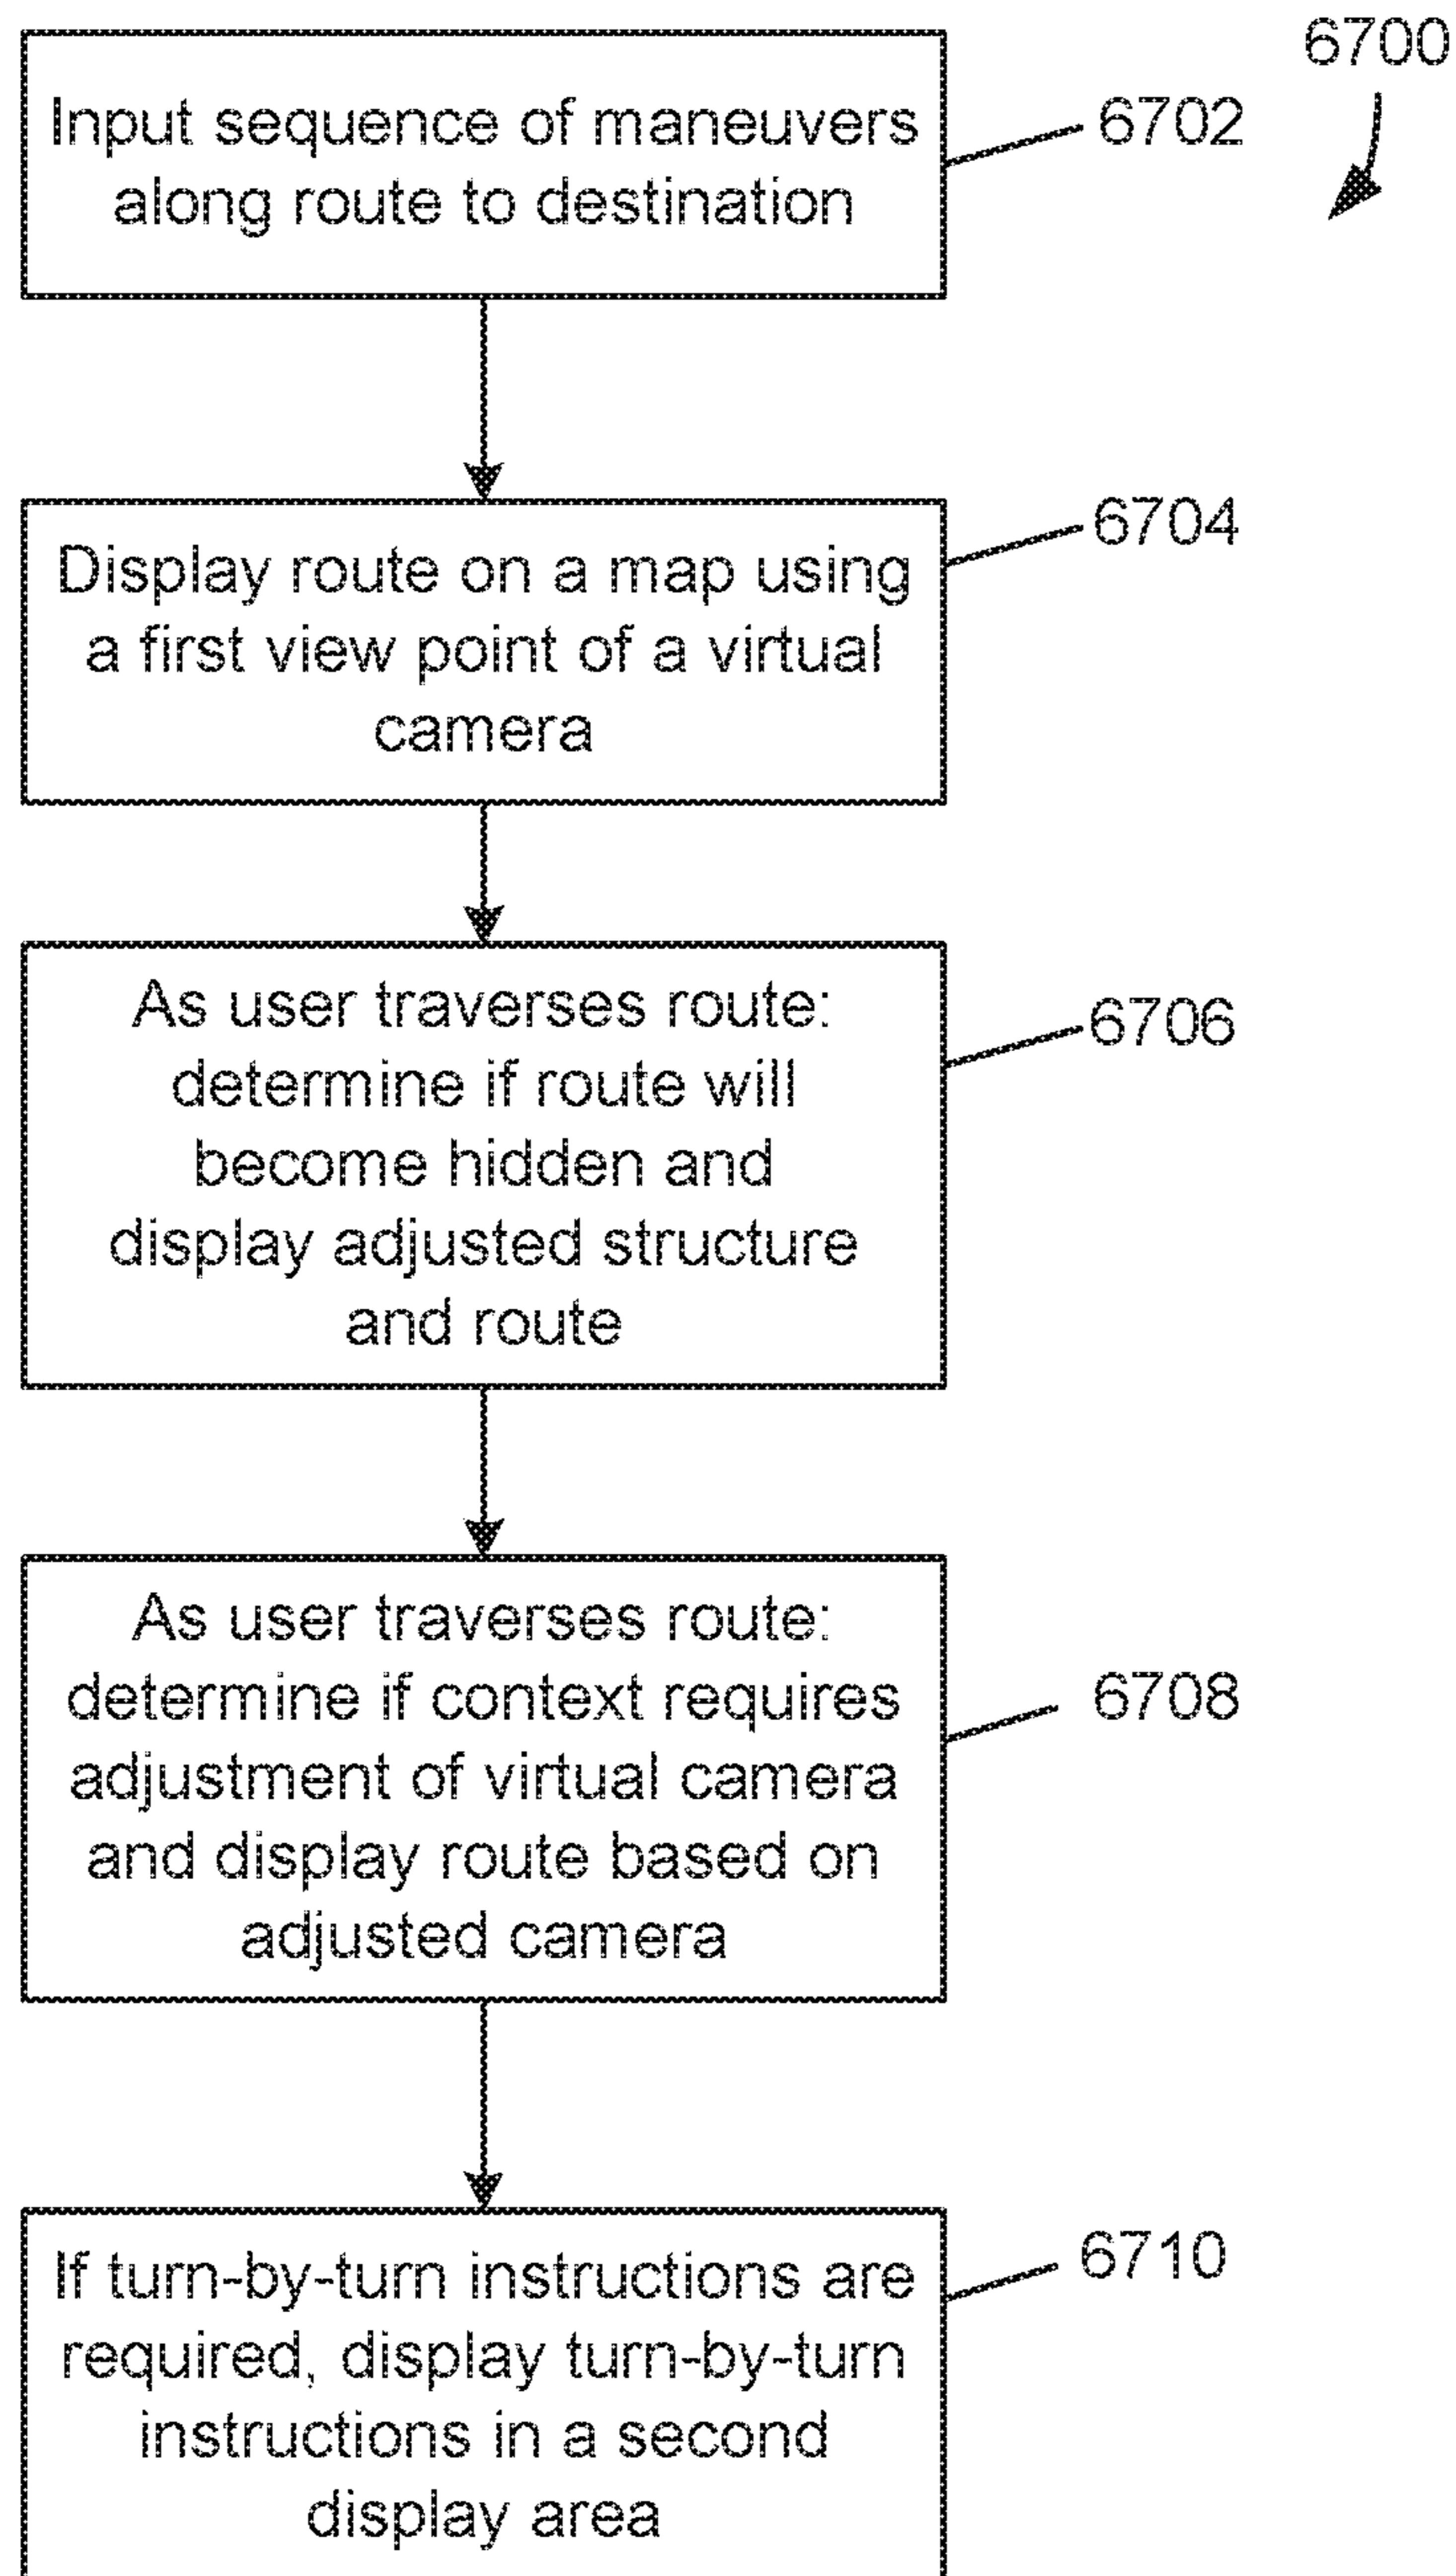 6700
Input sequence of maneuvers
along route to destination
6702
Display route on a map using
a first view point of a virtual
camera
6704
As user traverses route:
determine if route will
become hidden and
display adjusted structure
and route
6706
As user traverses route:
determine if context requires
adjustment of virtual camera
and display route based on
adjusted camera
6708
If turn-by-turn instructions are
required, display turn-by-turn
instructions in a second
display area
6710